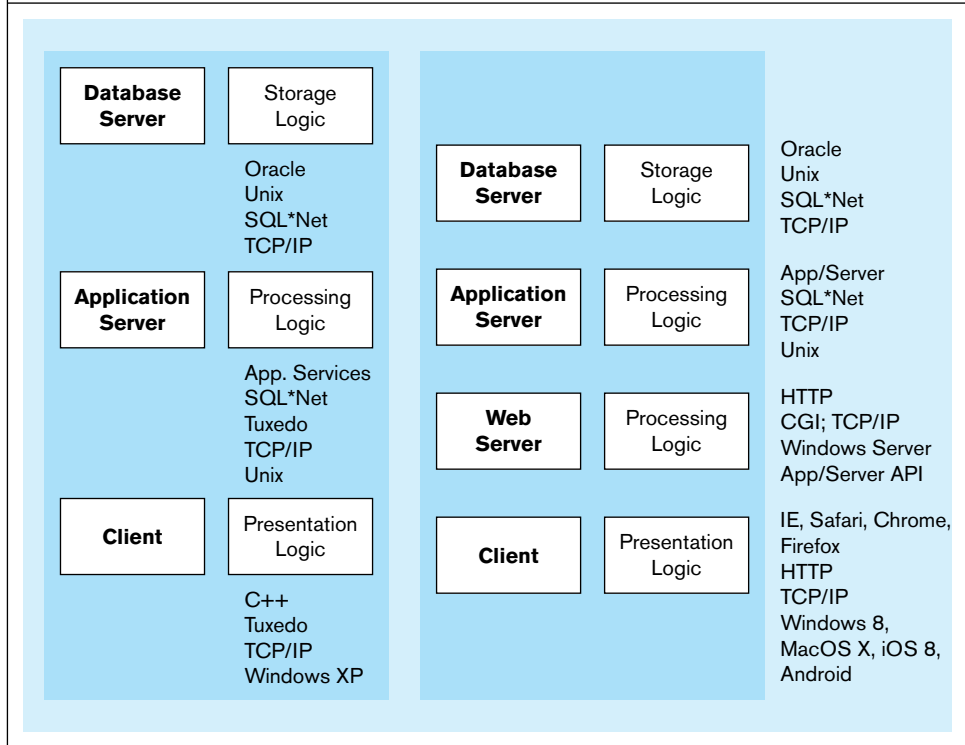 Database
Server
Storage
Logic
Oracle
Unix
SQL*Net
TCP/IP
Application
Server
Processing
Logic
App. Services
SQL*Net
Tuxedo
TCP/IP
Unix
Client
Presentation
Logic
C++
Tuxedo
TCP/IP
Windows XP
Database
Server
Storage
Logic
Oracle
Unix
SQL*Net
TCP/IP
Application
Server
Processing
Logic
App/Server
SQL*Net
TCP/IP
Unix
Web
Server
Processing
Logic
HTTP
CGI; TCP/IP
Windows Server
App/Server API
Client
Presentation
Logic
IE, Safari, Chrome,
Firefox
HTTP
TCP/IP
Windows 8,
MacOS X, iOS 8,
Android